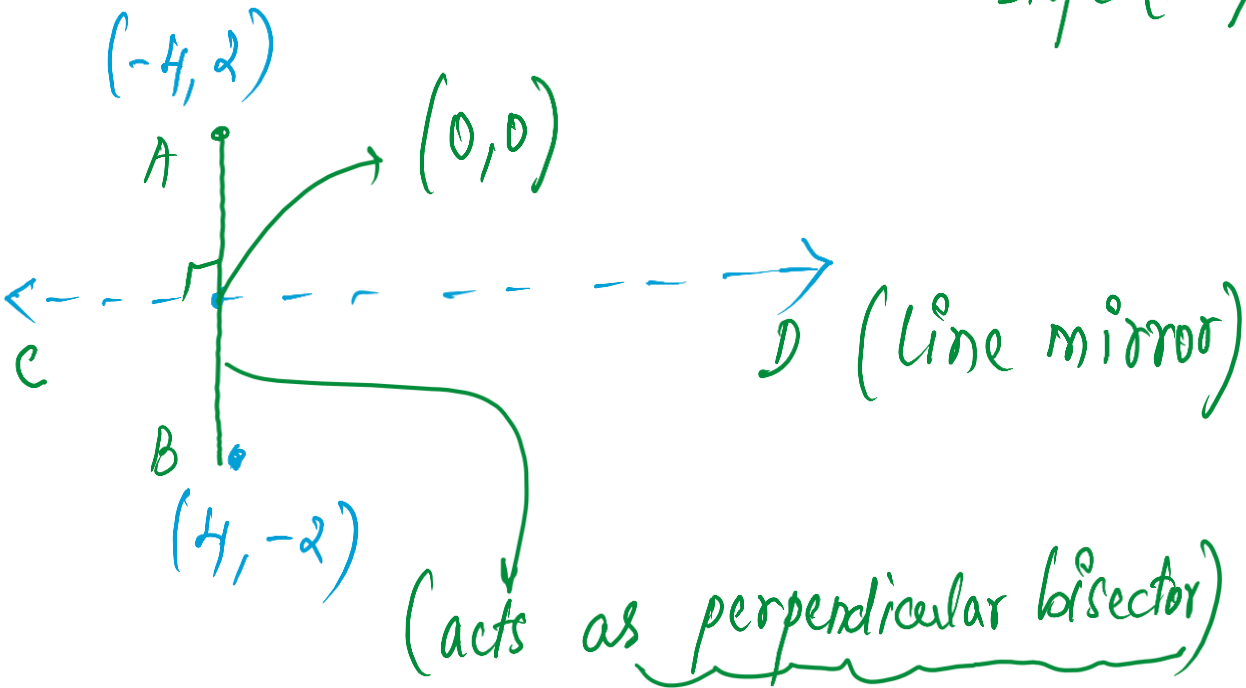 (-4, 2)
A
(0,0)
C
D (Line mirror)
B
(4, -2)
(acts as perpendicular bisector)